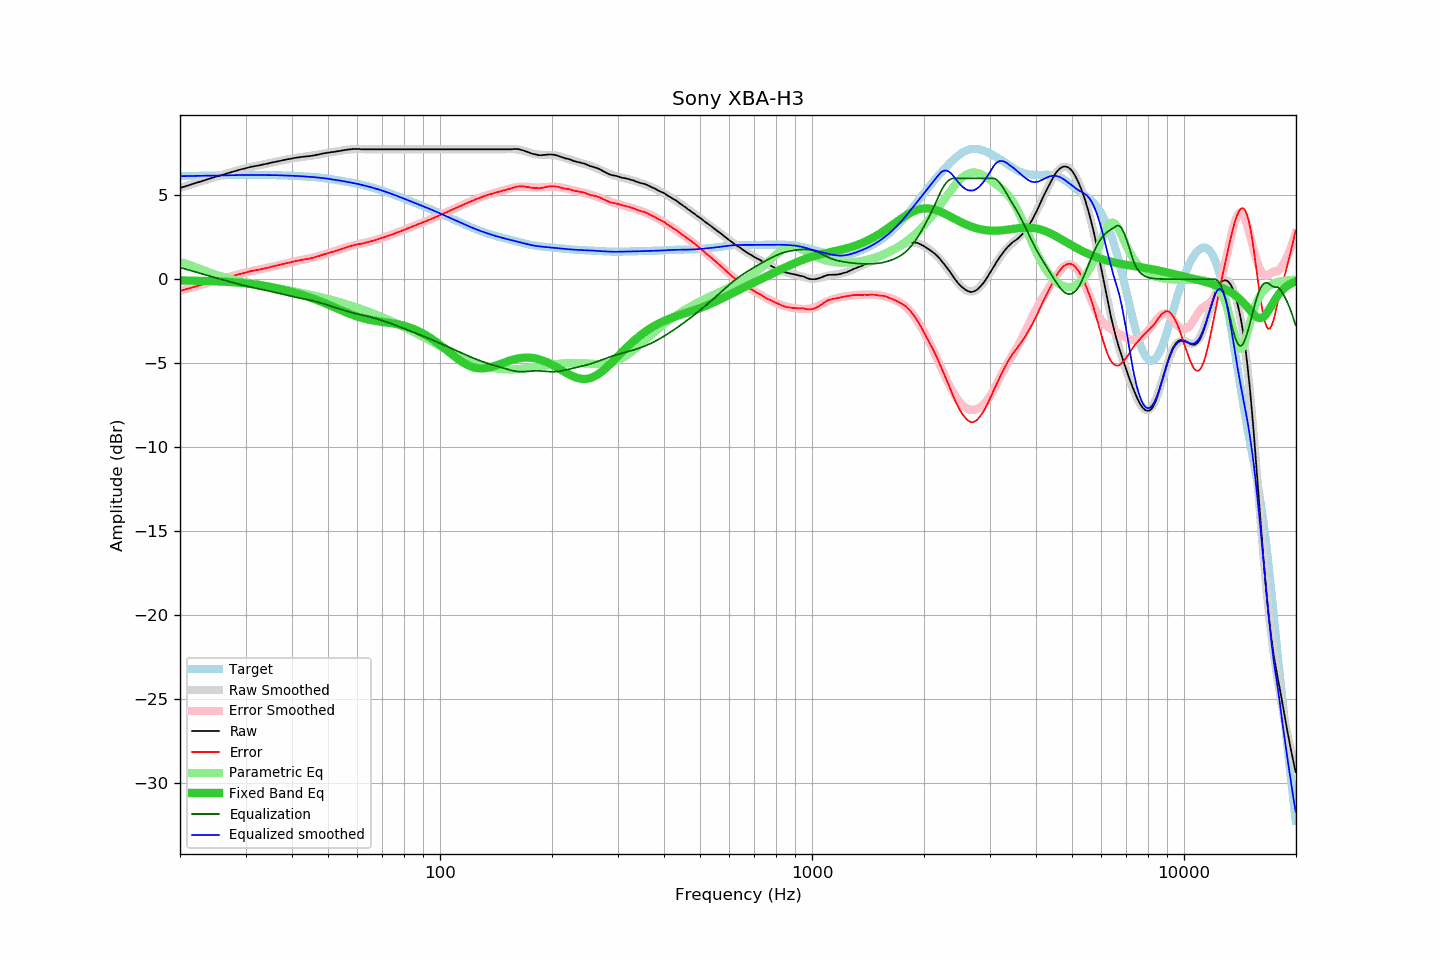 Sony XBA-H3
Amplitude (dBr)
5
0
−5
−10
−15
−20
−25
−30
Target
Raw Smoothed
Error Smoothed
Raw
Error
Parametric Eq
Fixed Band Eq
Equalization
Equalized smoothed
100
1000
10000
Frequency (Hz)